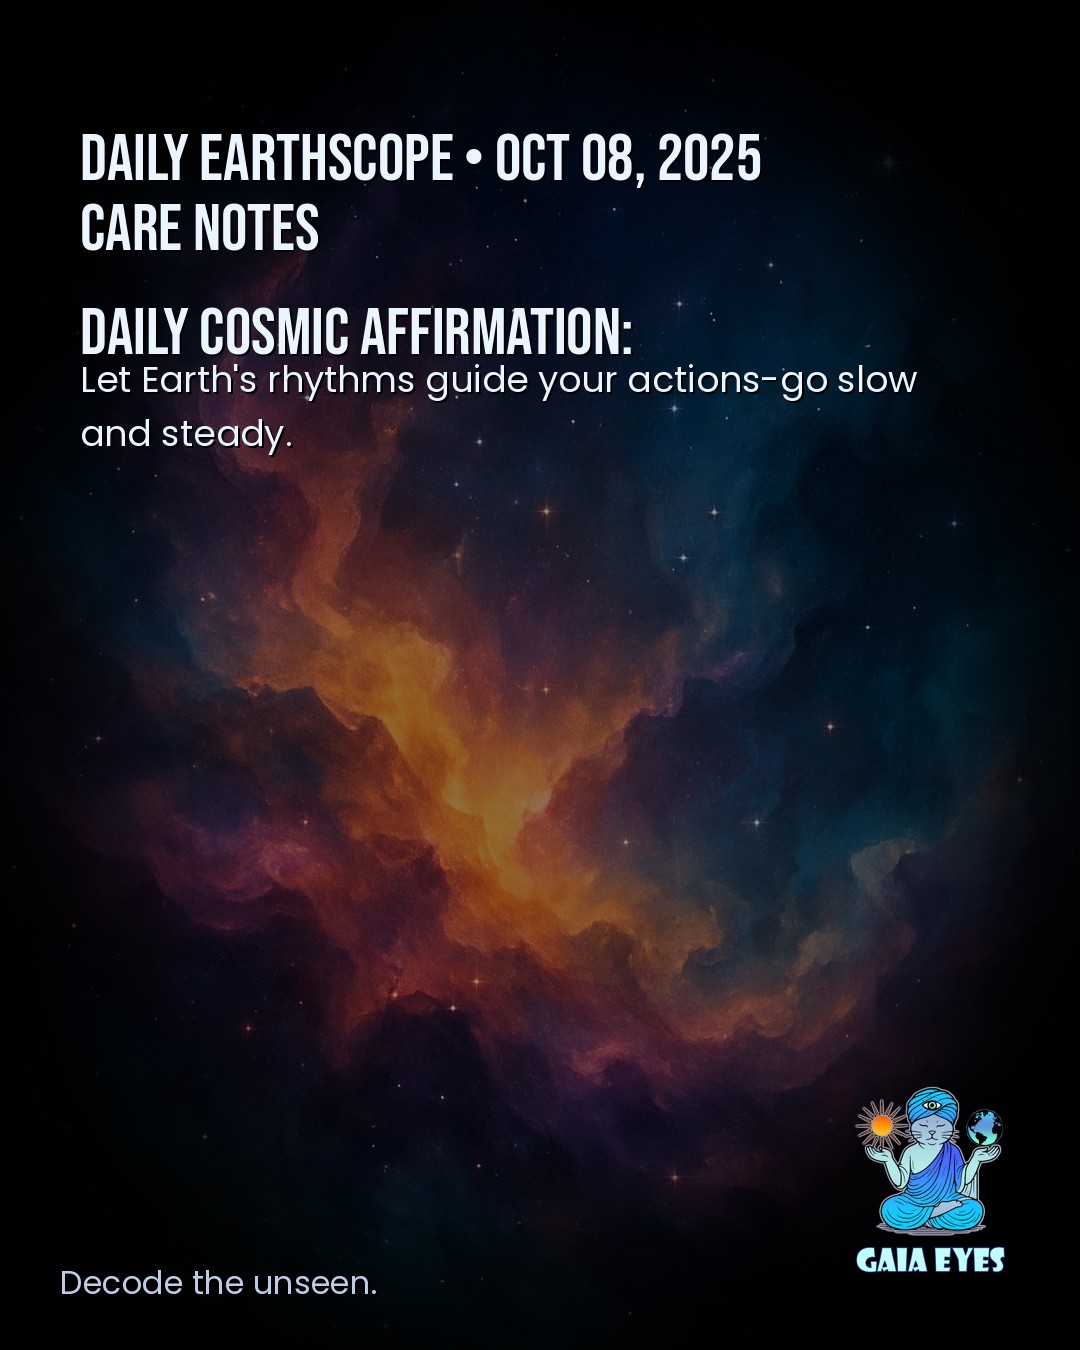 DAILY EARTHSCOPE • OCT 08, 2025
CARE NOTES
DAILY COSMIC AFFIRMATION:
Let Earth's rhythms guide your actions-go slow
and steady.
GAIA EYES
Decode the unseen.